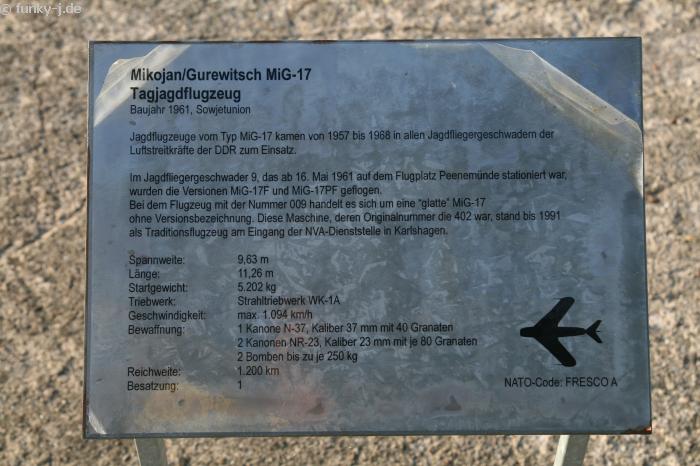 © funky-j.de
Mikojan/Gurewitsch MiG-17
Tagjagdflugzeug
Baujahr 1961, Sowjetunion
Jagdflugzeuge vom Typ MiG-17 kamen von 1957 bis 1968 in allen Jagdfliegergeschwadern der
Luftstreitkräfte der DDR zum Einsatz.
Im Jagdfliegergeschwader 9, das ab 16. Mai 1961 auf dem Flugplatz Peenemünde stationiert war,
wurden die Versionen MiG-17F und MiG-17PF geflogen.
Bei dem Flugzeug mit der Nummer 009 handelt es sich um eine "glatte" MiG-17
ohne Versionsbezeichnung. Diese Maschine, deren Originalnummer die 402 war, stand bis 1991
als Traditionsflugzeug am Eingang der NVA-Dienststelle in Karlshagen.
Spannweite: 9,63 m
Länge: 11,26 m
Startgewicht: 5.202 kg
Triebwerk: Strahltriebwerk WK-1A
Geschwindigkeit: max. 1.094 km/h
Bewaffnung: 1 Kanone N-37, Kaliber 37 mm mit 40 Granaten
2 Kanonen NR-23, Kaliber 23 mm mit je 80 Granaten
2 Bomben bis zu je 250 kg
Reichweite: 1.200 km
Besatzung: 1
NATO-Code: FRESCO A